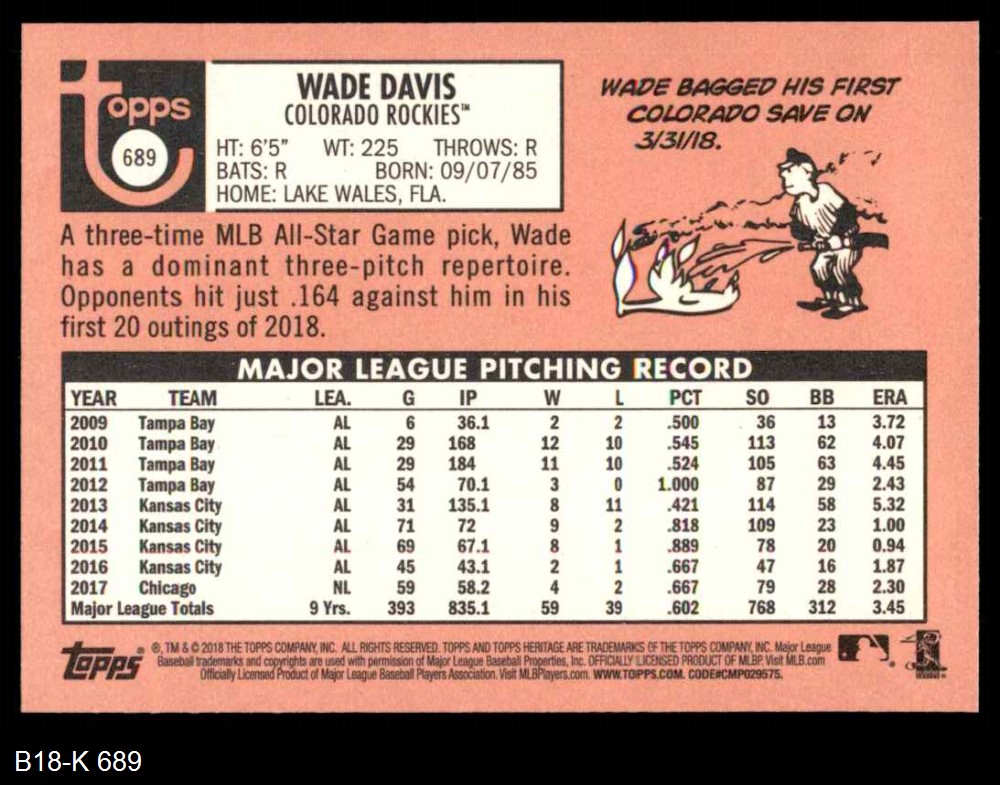 Topps
689
WADE DAVIS
COLORADO ROCKIES™
HT: 6'5" WT: 225 THROWS: R
BATS: R BORN: 09/07/85
HOME: LAKE WALES, FLA.
WADE BAGGED HIS FIRST
COLORADO SAVE ON
3/31/18.
A three-time MLB All-Star Game pick, Wade
has a dominant three-pitch repertoire.
Opponents hit just .164 against him in his
first 20 outings of 2018.
MAJOR LEAGUE PITCHING RECORD
YEAR TEAM LEA. G IP W L PCT SO BB ERA
2009 Tampa Bay AL 6 36.1 2 2 .500 36 13 3.72
2010 Tampa Bay AL 29 168 12 10 .545 113 62 4.07
2011 Tampa Bay AL 29 184 11 10 .524 105 63 4.45
2012 Tampa Bay AL 54 70.1 3 0 1.000 87 29 2.43
2013 Kansas City AL 31 135.1 8 11 .421 114 58 5.32
2014 Kansas City AL 71 72 9 2 .818 109 23 1.00
2015 Kansas City AL 69 67.1 8 1 .889 78 20 0.94
2016 Kansas City AL 45 43.1 2 1 .667 47 16 1.87
2017 Chicago NL 59 58.2 4 2 .667 79 28 2.30
Major League Totals 9 Yrs. 393 835.1 59 39 .602 768 312 3.45
Topps® ®, TM & © 2018 THE TOPPS COMPANY, INC. ALL RIGHTS RESERVED. TOPPS AND TOPPS HERITAGE ARE TRADEMARKS OF THE TOPPS COMPANY, INC. Major League
Baseball trademarks and copyrights are used with permission of Major League Baseball Properties, Inc. OFFICIALLY LICENSED PRODUCT OF MLBP. Visit MLB.com
Officially Licensed Product of Major League Baseball Players Association. Visit MLBPlayers.com. WWW.TOPPS.COM. CODE#CMP029575.
B18-K 689